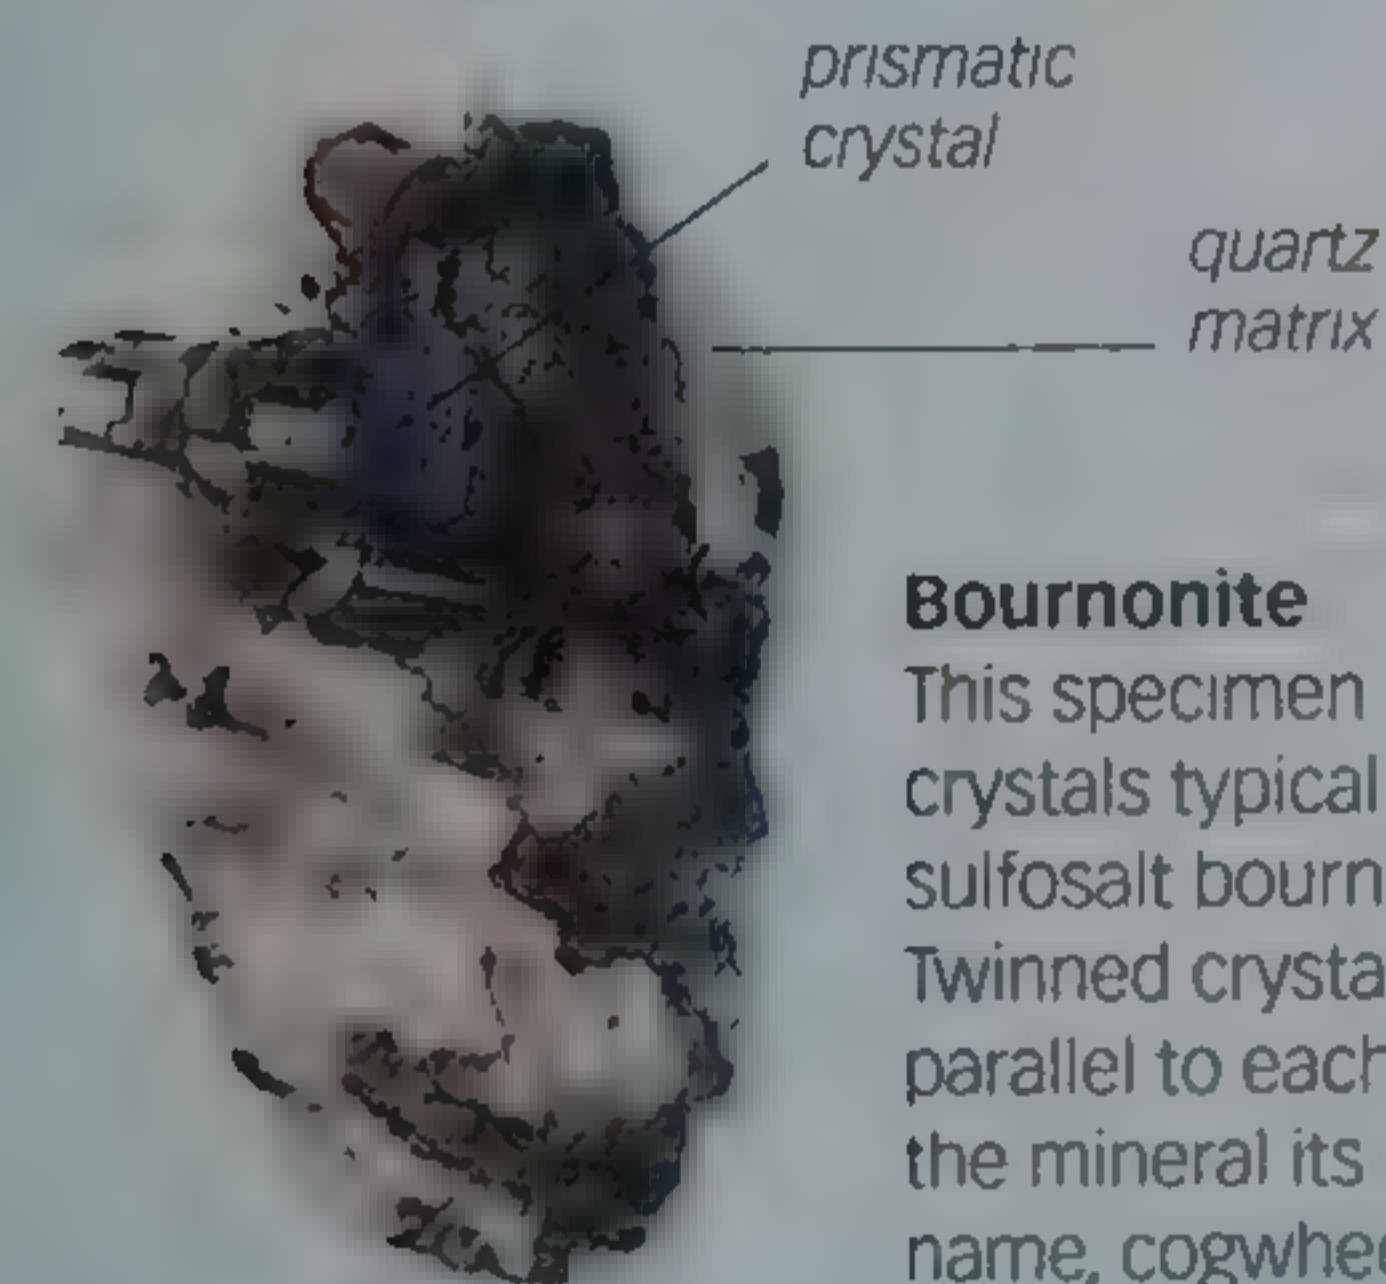 prismatic
crystal
quartz
matrix
Bournonite
This specimen
crystals typical
sulfosalt bourn
Twinned crysta
parallel to each
the mineral its
name, cogwhee